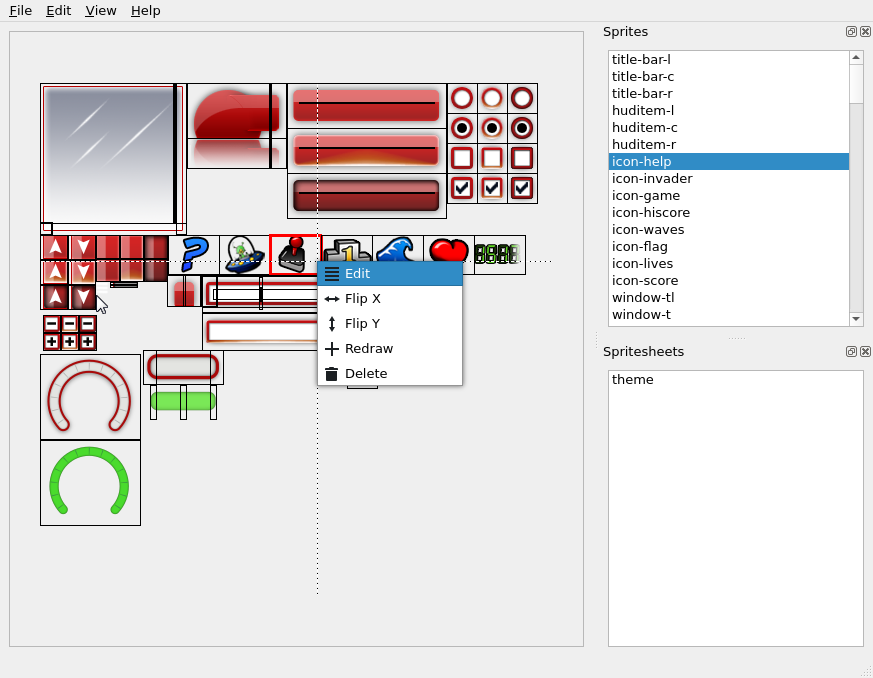 File Edit View Help
Sprites
title-bar-l
title-bar-c
title-bar-r
huditem-l
huditem-c
huditem-r
icon-help
icon-invader
icon-game
icon-hiscore
icon-waves
icon-flag
icon-lives
icon-score
window-tl
window-t
Edit
Flip X
Flip Y
Redraw
Delete
Spritesheets
theme